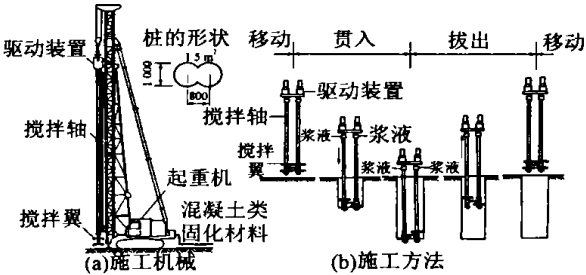 驱动装置
桩的形状
1.5 m
1000
800
搅拌轴
起重机
混凝土类
固化材料
搅拌翼
(a)施工机械
移动
贯入
拔出
移动
驱动装置
搅拌轴
浆液
浆液
搅拌
翼
浆液
浆液
(b)施工方法